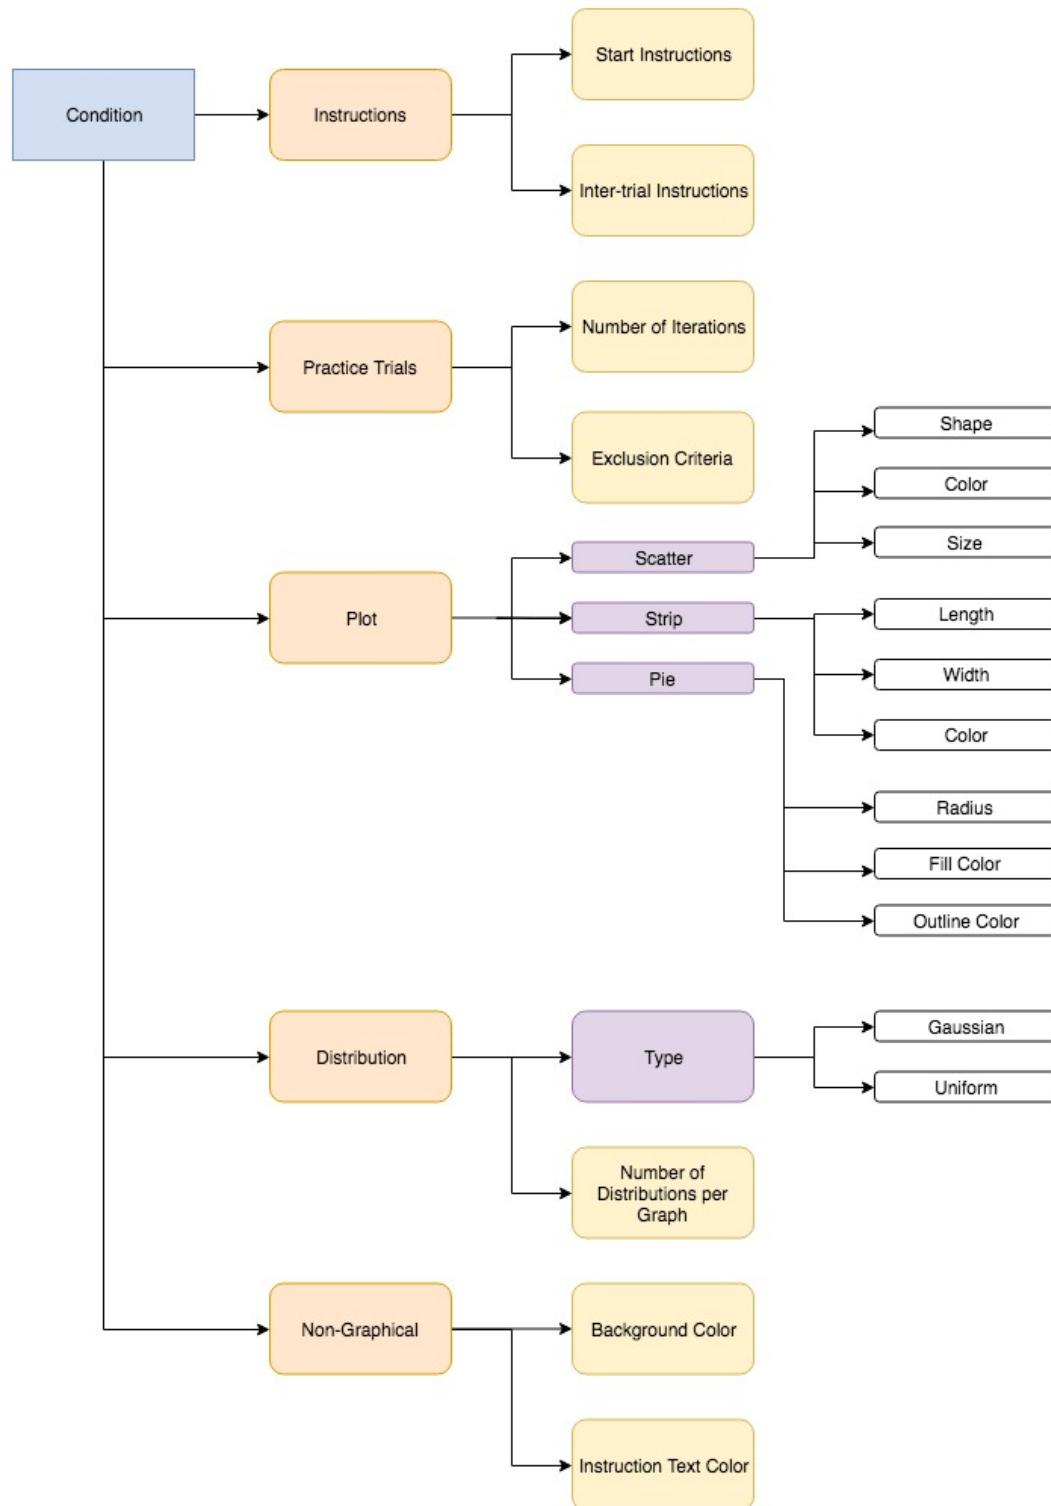 Condition
Instructions
Start Instructions
Inter-trial Instructions
Practice Trials
Number of Iterations
Exclusion Criteria
Plot
Scatter
Shape
Color
Size
Strip
Length
Width
Color
Pie
Radius
Fill Color
Outline Color
Distribution
Type
Gaussian
Uniform
Number of
Distributions per
Graph
Non-Graphical
Background Color
Instruction Text Color